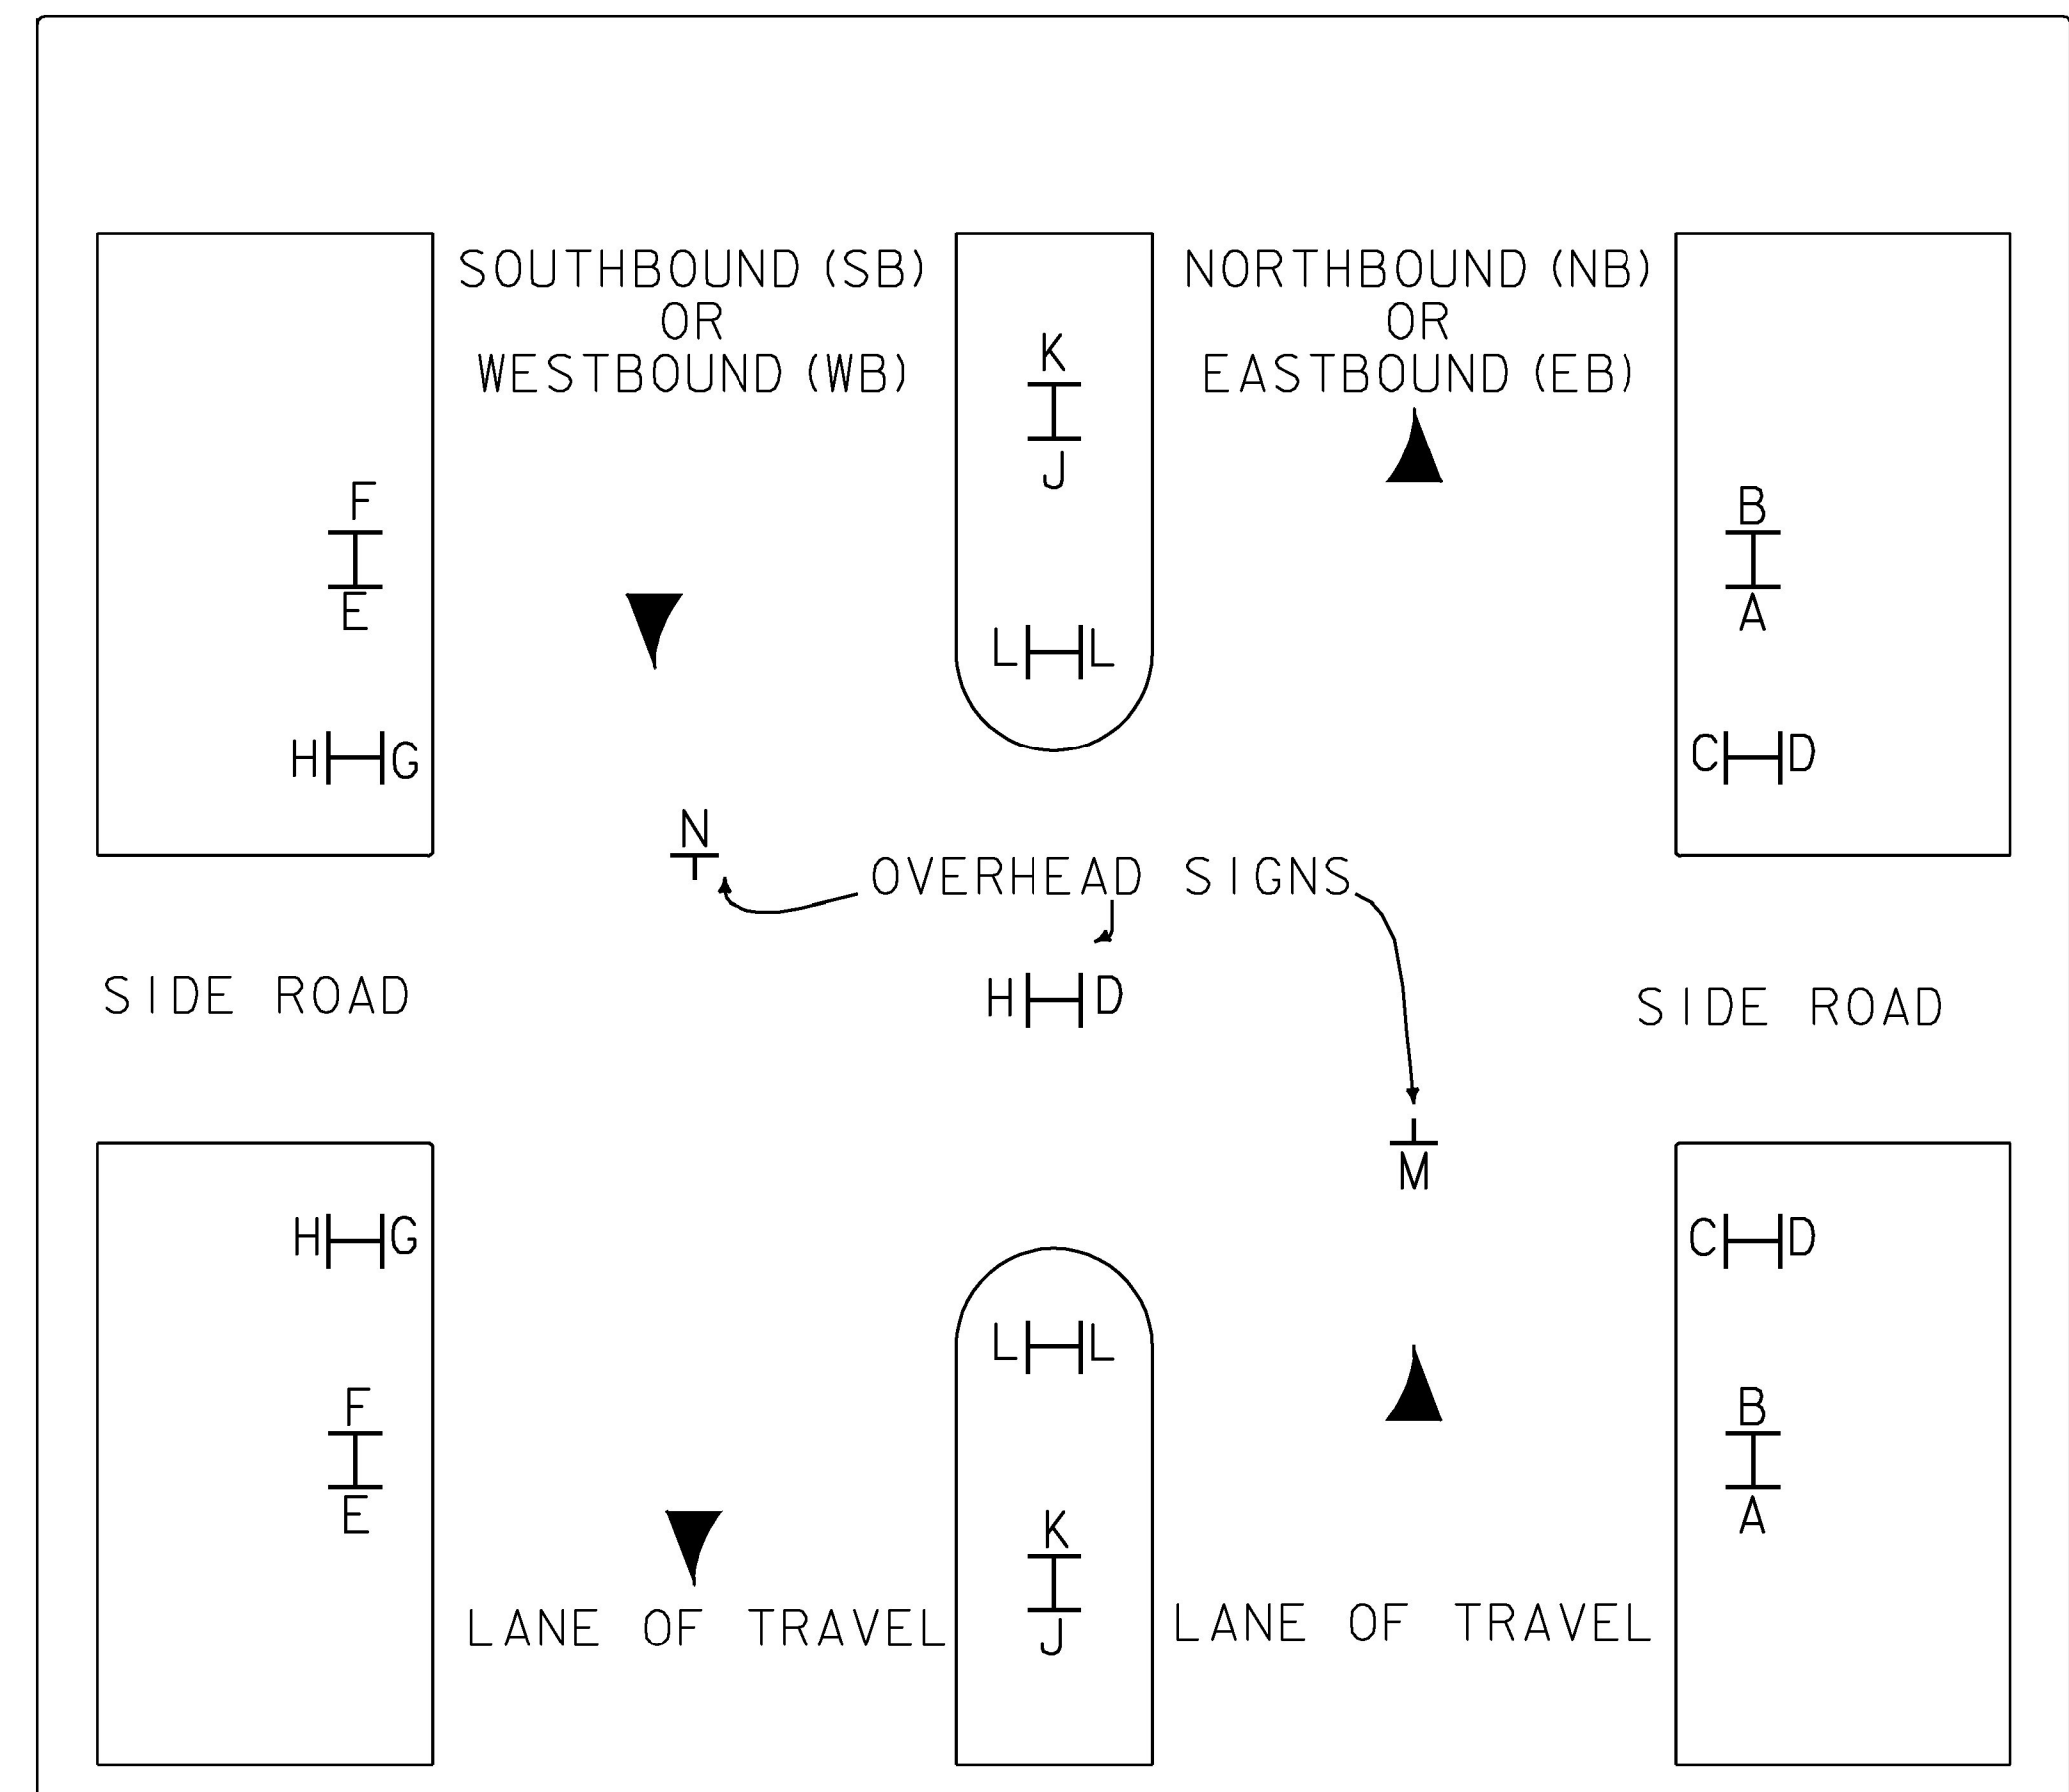 SOUTHBOUND (SB)
OR
WESTBOUND (WB)
NORTHBOUND (NB)
OR
EASTBOUND (EB)
K
J
F
E
B
A
L L
H G
C D
N
OVERHEAD SIGNS
SIDE ROAD
H D
SIDE ROAD
M
H G
C D
L L
F
E
B
A
K
J
LANE OF TRAVEL
LANE OF TRAVEL